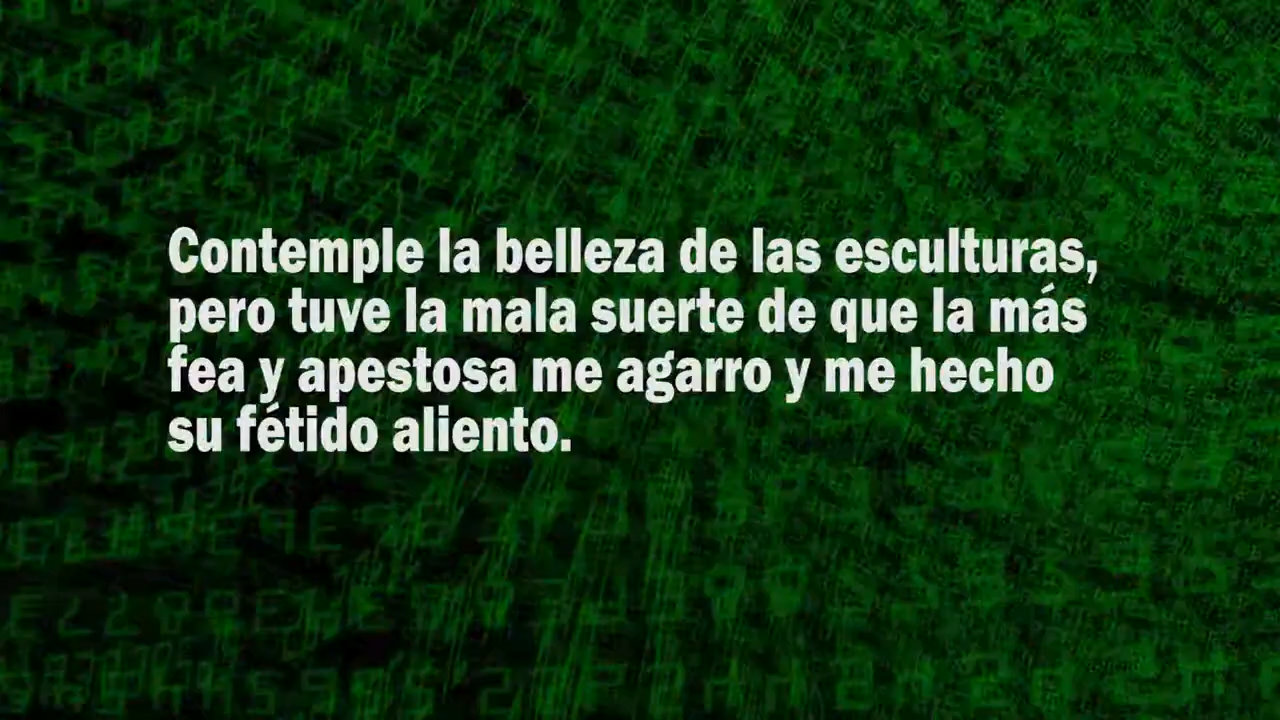 Contemple la belleza de las esculturas,
pero tuve la mala suerte de que la más
fea y apestosa me agarro y me hecho
su fétido aliento.